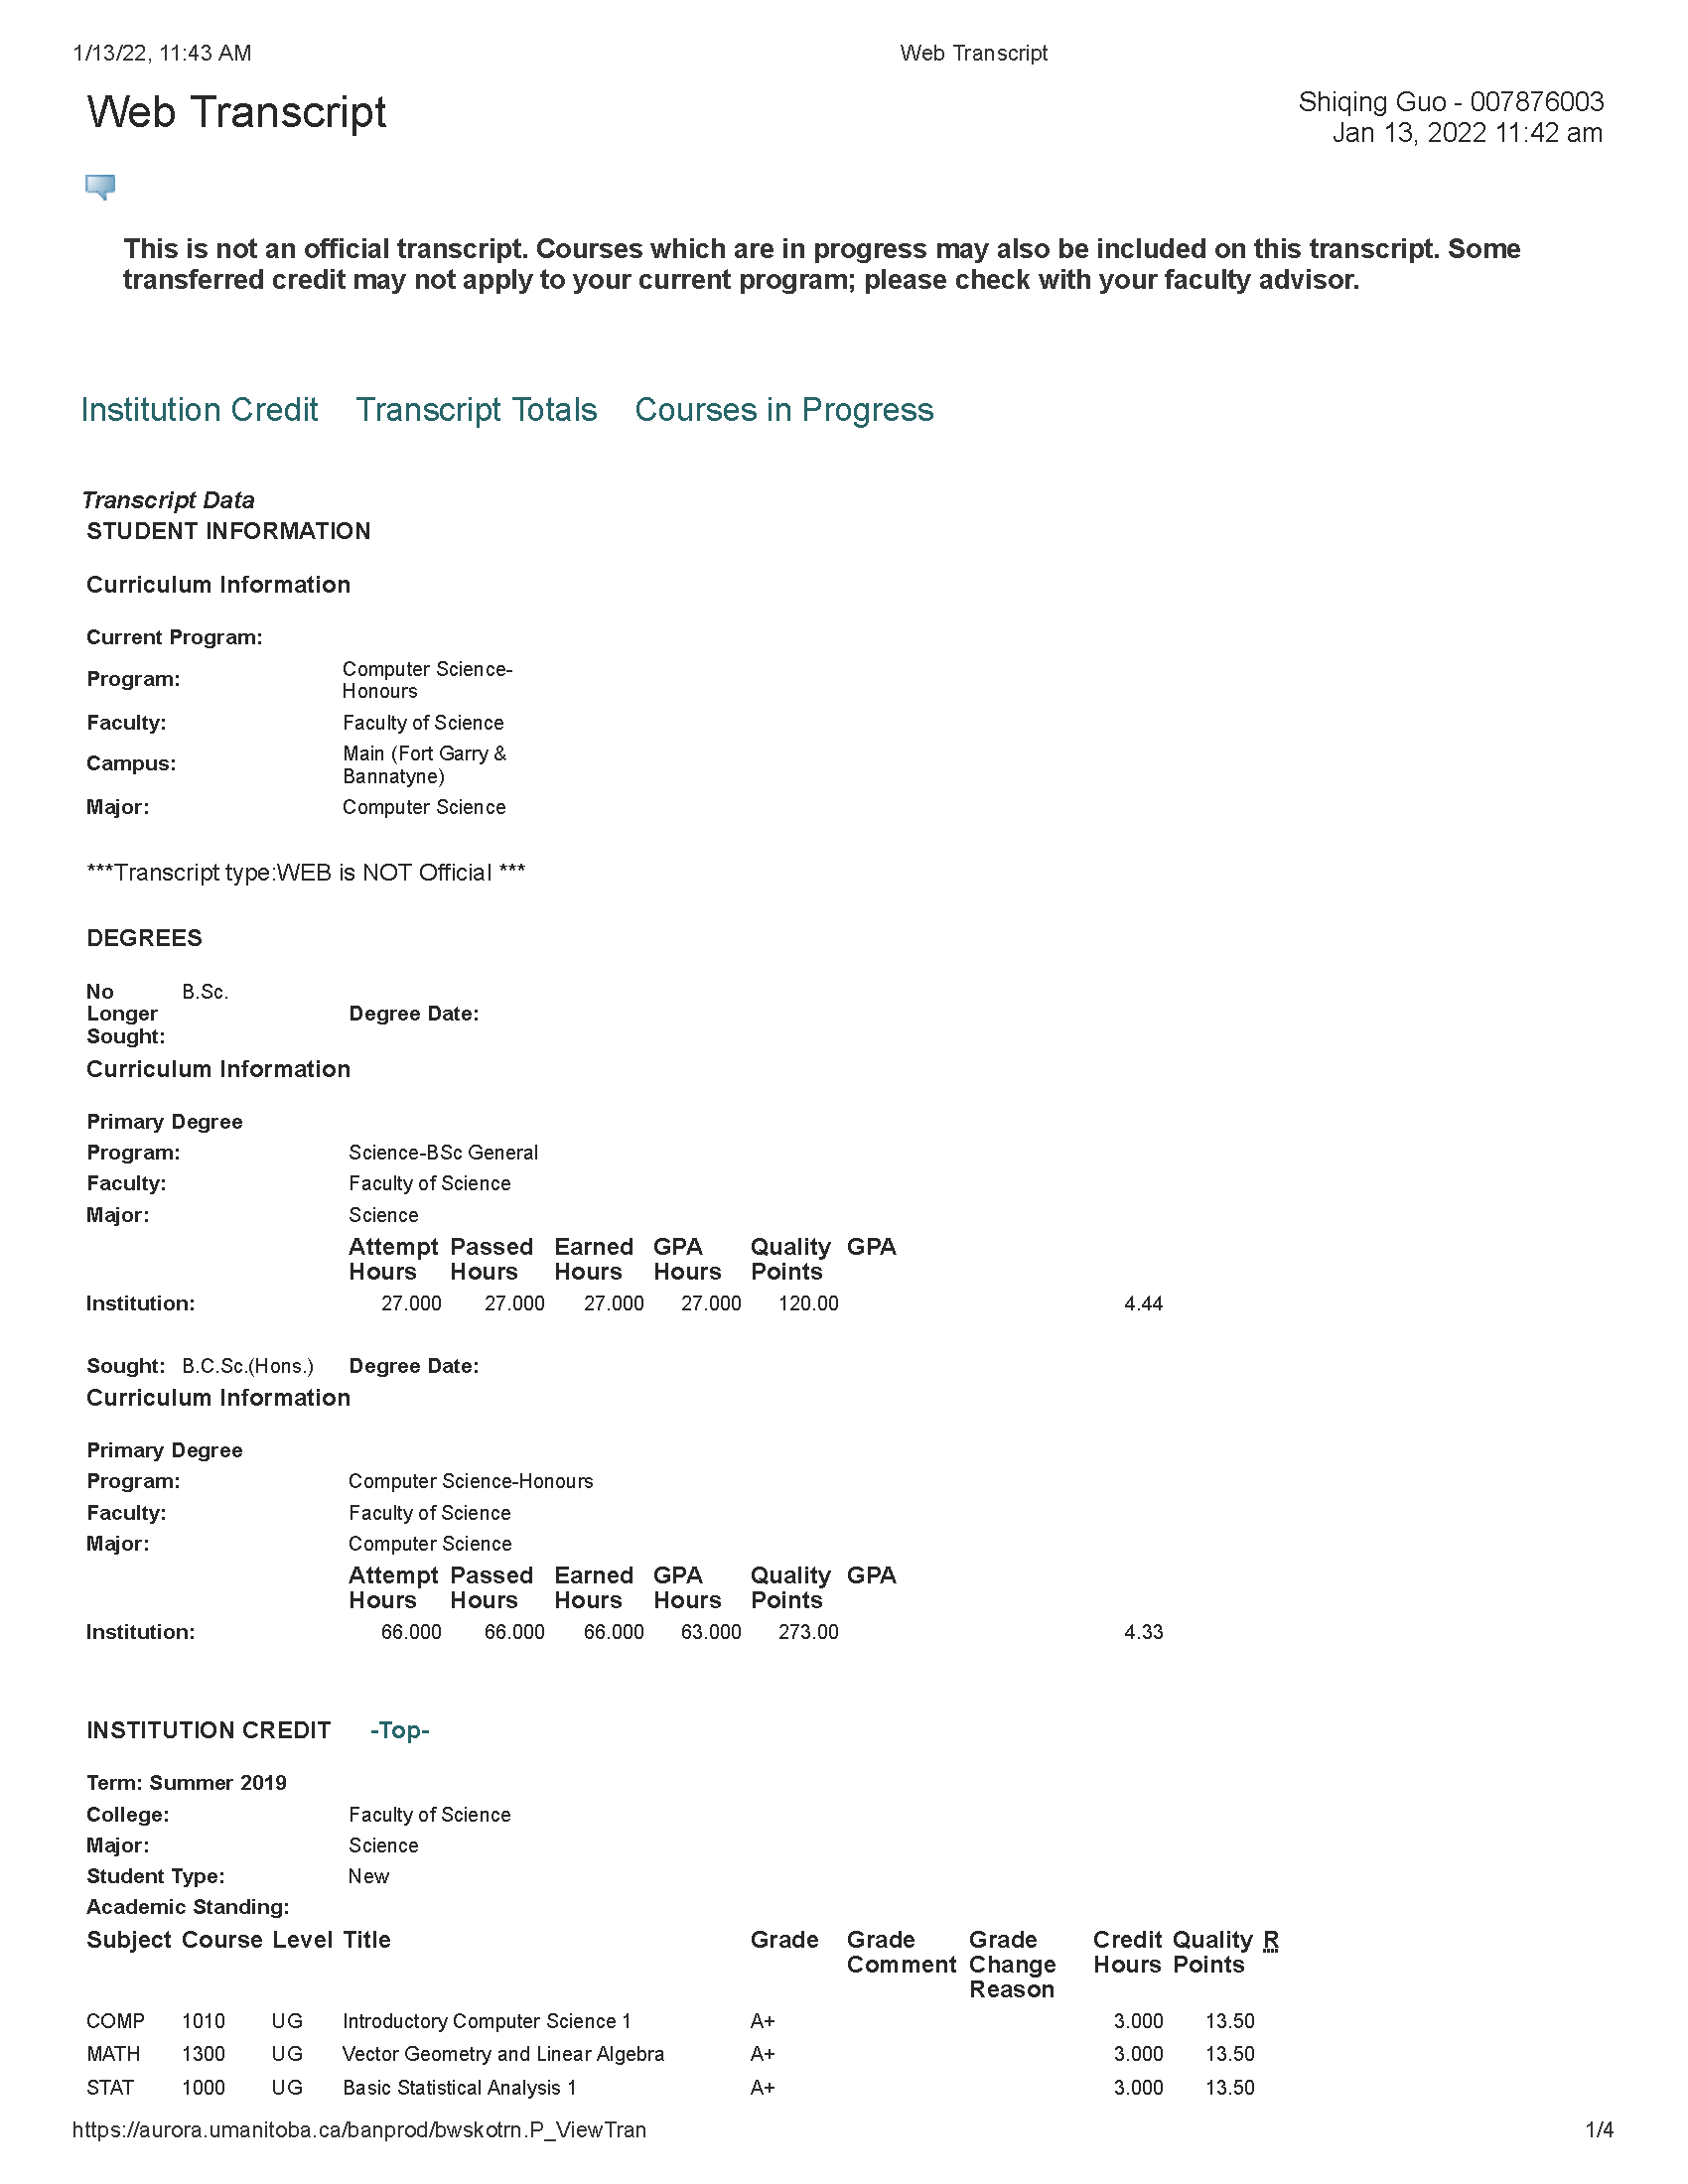 1/13/22, 11:43 AM Web Transcript
Web Transcript
Shiqing Guo - 007876003
Jan 13, 2022 11:42 am
This is not an official transcript. Courses which are in progress may also be included on this transcript. Some
transferred credit may not apply to your current program; please check with your faculty advisor.
Institution Credit Transcript Totals Courses in Progress
Transcript Data
STUDENT INFORMATION
Curriculum Information
Current Program:
Program: Computer Science-
Honours
Faculty: Faculty of Science
Campus: Main (Fort Garry &
Bannatyne)
Major: Computer Science
***Transcript type:WEB is NOT Official ***
DEGREES
No B.Sc.
Longer Degree Date:
Sought:
Curriculum Information
Primary Degree
Program: Science-BSc General
Faculty: Faculty of Science
Major: Science
Attempt Passed Earned GPA Quality GPA
Hours Hours Hours Hours Points
Institution: 27.000 27.000 27.000 27.000 120.00 4.44
Sought: B.C.Sc.(Hons.) Degree Date:
Curriculum Information
Primary Degree
Program: Computer Science-Honours
Faculty: Faculty of Science
Major: Computer Science
Attempt Passed Earned GPA Quality GPA
Hours Hours Hours Hours Points
Institution: 66.000 66.000 66.000 63.000 273.00 4.33
INSTITUTION CREDIT -Top-
Term: Summer 2019
College: Faculty of Science
Major: Science
Student Type: New
Academic Standing:
Subject Course Level Title Grade Grade Grade Credit Quality R
Comment Change Hours Points
Reason
COMP 1010 UG Introductory Computer Science 1 A+ 3.000 13.50
MATH 1300 UG Vector Geometry and Linear Algebra A+ 3.000 13.50
STAT 1000 UG Basic Statistical Analysis 1 A+ 3.000 13.50
https://aurora.umanitoba.ca/banprod/bwskotrn.P_ViewTran 1/4